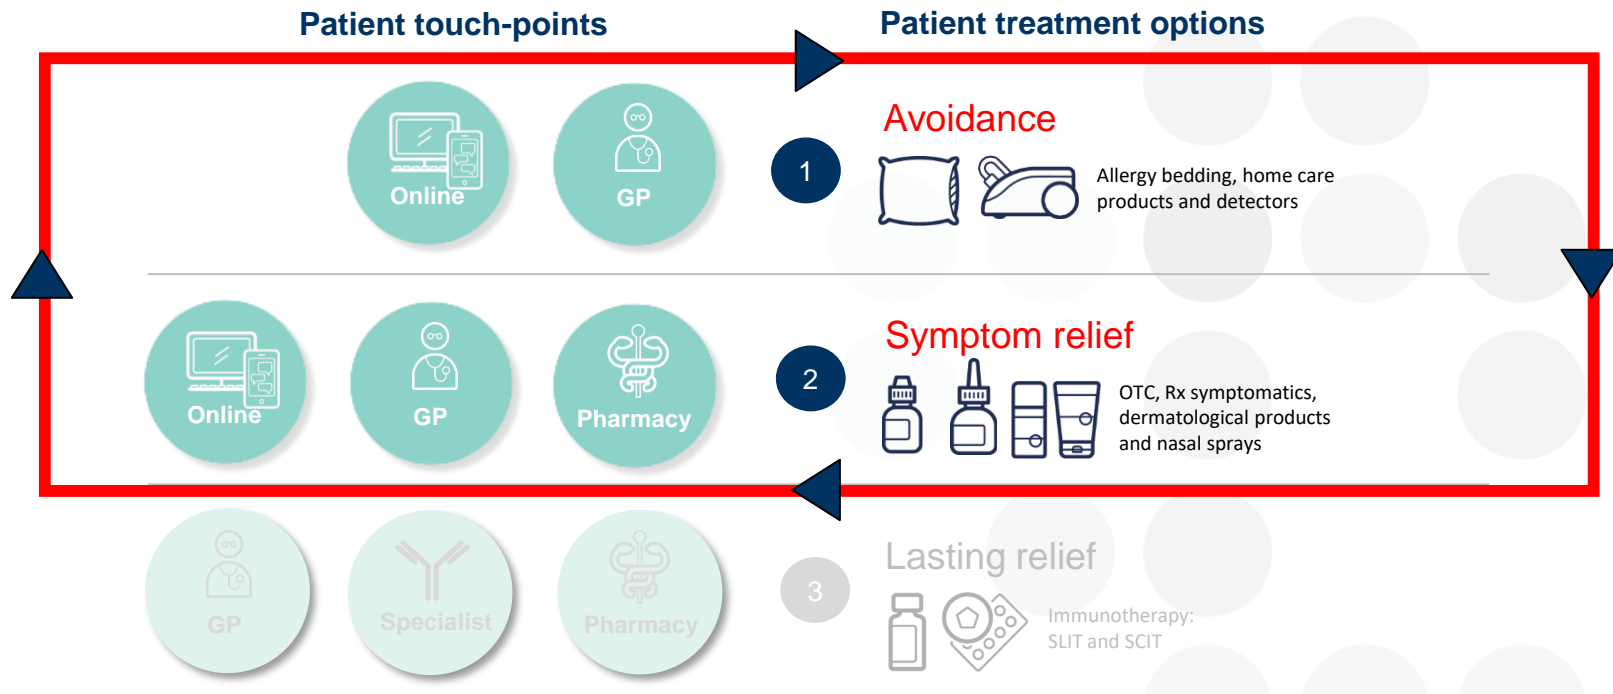 Patient touch-points
Patient treatment options
Online
GP
1
Avoidance
Allergy bedding, home care
products and detectors
Online
GP
Pharmacy
2
Symptom relief
OTC, Rx symptomatics,
dermatological products
and nasal sprays
GP
Specialist
Pharmacy
3
Lasting relief
Immunotherapy:
SLIT and SCIT